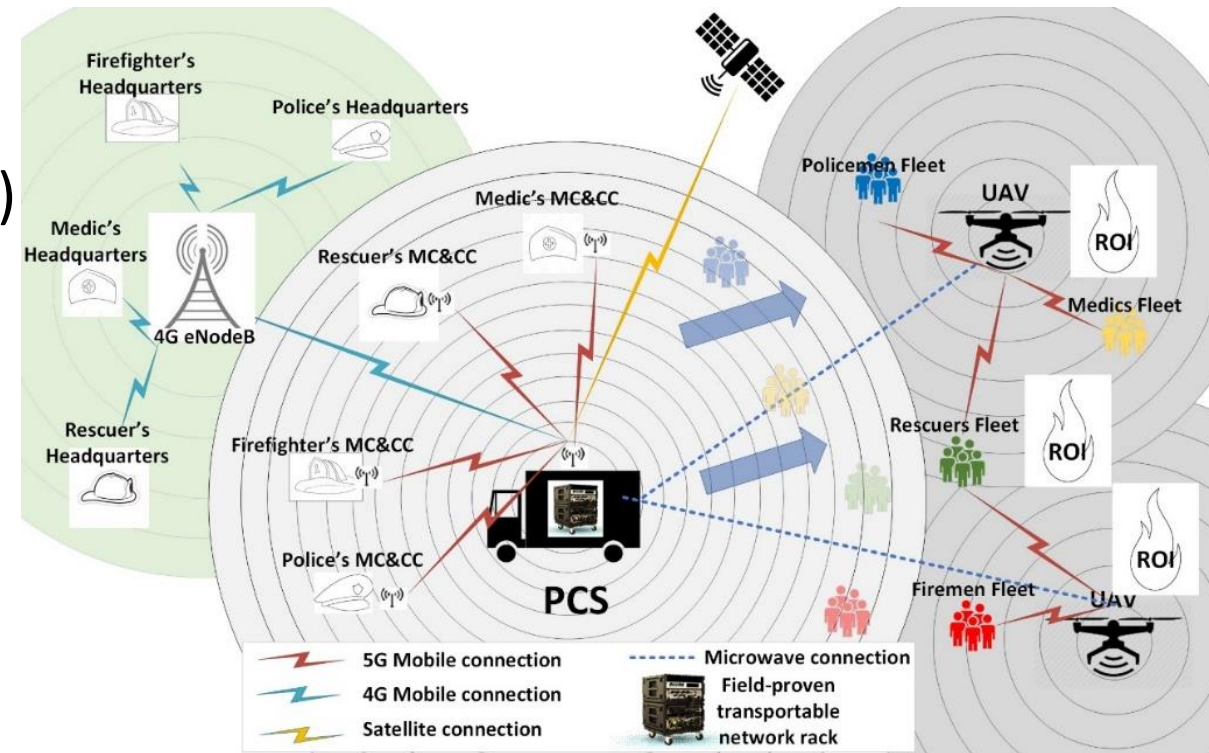 Firefighter's
Headquarters
Police's Headquarters
)
Medic's
Headquarters
4G eNodeB
Rescuer's
Headquarters
Medic's MC&CC
Rescuer's MC&CC
Firefighter's MC&CC
Police's MC&CC
PCS
Policemen Fleet
UAV
ROI
Medics Fleet
Rescuers Fleet
ROI
ROI
Firemen Fleet
UAV
5G Mobile connection
4G Mobile connection
Satellite connection
Microwave connection
Field-proven
transportable
network rack